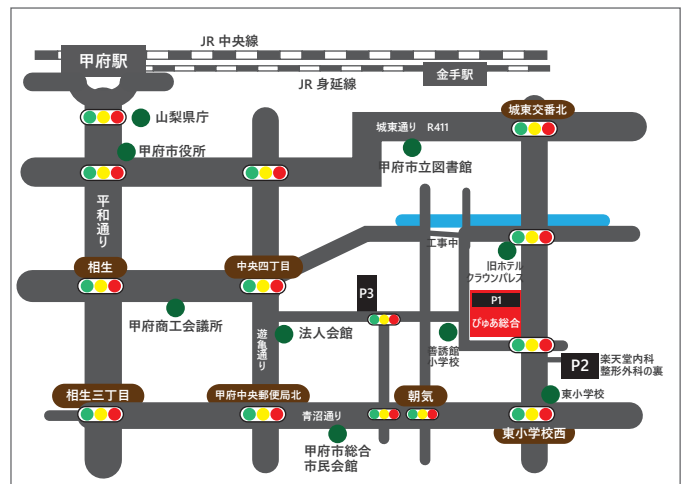 JR 中央線
甲府駅
JR 身延線
金手駅
山梨県庁
城東交番北
城東通り R411
甲府市役所
甲府市立図書館
平和通り
工事中
相生
中央四丁目
旧ホテル
クラウンパレス
P3
P1
ぴゅあ総合
甲府商工会議所
遊亀通り
法人会館
善誘館
小学校
P2
楽天堂内科
整形外科の裏
相生三丁目
甲府中央郵便局北
朝気
東小学校
青沼通り
東小学校西
甲府市総合
市民会館